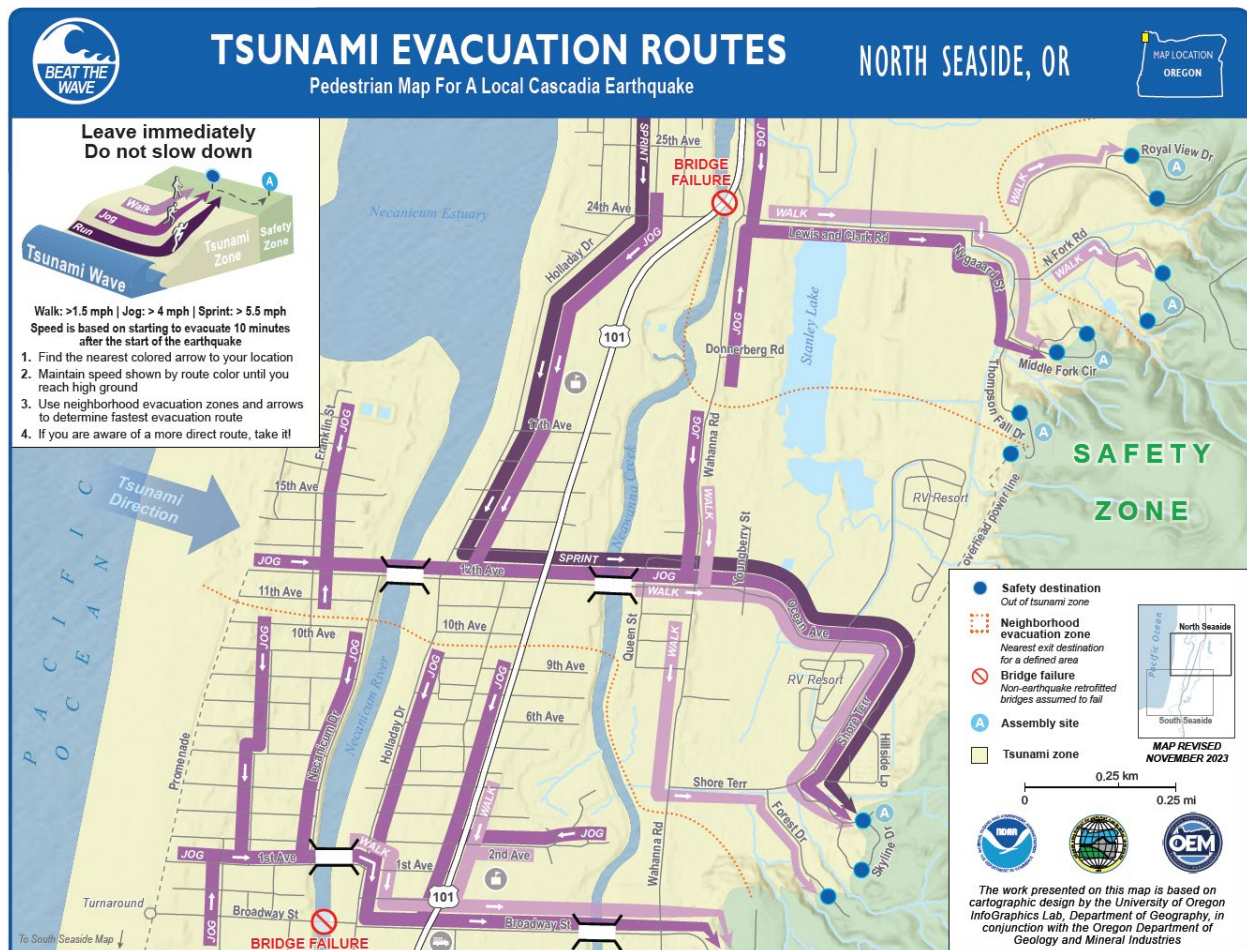 BEAT THE
WAVE
TSUNAMI EVACUATION ROUTES
Pedestrian Map For A Local Cascadia Earthquake
NORTH SEASIDE, OR
MAP LOCATION
OREGON
Leave immediately
Do not slow down
Walk
Jog
Run
A
Tsunami Wave
Tsunami
Zone
Safety
Zone
Walk: >1.5 mph | Jog: > 4 mph | Sprint: > 5.5 mph
Speed is based on starting to evacuate 10 minutes
after the start of the earthquake
1. Find the nearest colored arrow to your location
2. Maintain speed shown by route color until you
reach high ground
3. Use neighborhood evacuation zones and arrows
to determine fastest evacuation route
4. If you are aware of a more direct route, take it!
SPRINT
25th Ave
JOG
BRIDGE
FAILURE
Royal View Dr
A
WALK
Necanicum Estuary
24th Ave
JOG
WALK
Lewis and Clark Rd
Holladay Dr
N Fork Rd
WALK
Nygaard St
A
101
Stanley Lake
JOG
Donnerberg Rd
Middle Fork Cir
A
Thompson Fall Dr
A
17th Ave
Franklin St
JOG
Wahanna Rd
JOG
SAFETY
ZONE
Tsunami
Direction
15th Ave
Neawanna Creek
WALK
RV Resort
overhead power line
PACIFIC
OCEAN
JOG
12th Ave
SPRINT
JOG
WALK
Youngberry St
11th Ave
10th Ave
10th Ave
JOG
JOG
JOG
JOG
Queen St
WALK
Ocean Ave
9th Ave
6th Ave
RV Resort
Necanicum River
Necanicum Dr
Holladay Dr
Promenade
Shore Terr
Hillside Lp
Shore Terr
Forest Dr
A
Skyline Dr
WALK
JOG
2nd Ave
Wahanna Rd
JOG
1st Ave
WALK
1st Ave
101
Turnaround
Broadway St
Broadway St
BRIDGE FAILURE
To South Seaside Map
Safety destination
Out of tsunami zone
Neighborhood
evacuation zone
Nearest exit destination
for a defined area
Bridge failure
Non-earthquake retrofitted
bridges assumed to fail
A
Assembly site
Tsunami zone
Pacific Ocean
North Seaside
South Seaside
MAP REVISED
NOVEMBER 2023
0.25 km
0
0.25 mi
NOAA
OEM
The work presented on this map is based on
cartographic design by the University of Oregon
InfoGraphics Lab, Department of Geography, in
conjunction with the Oregon Department of
Geology and Mineral Industries